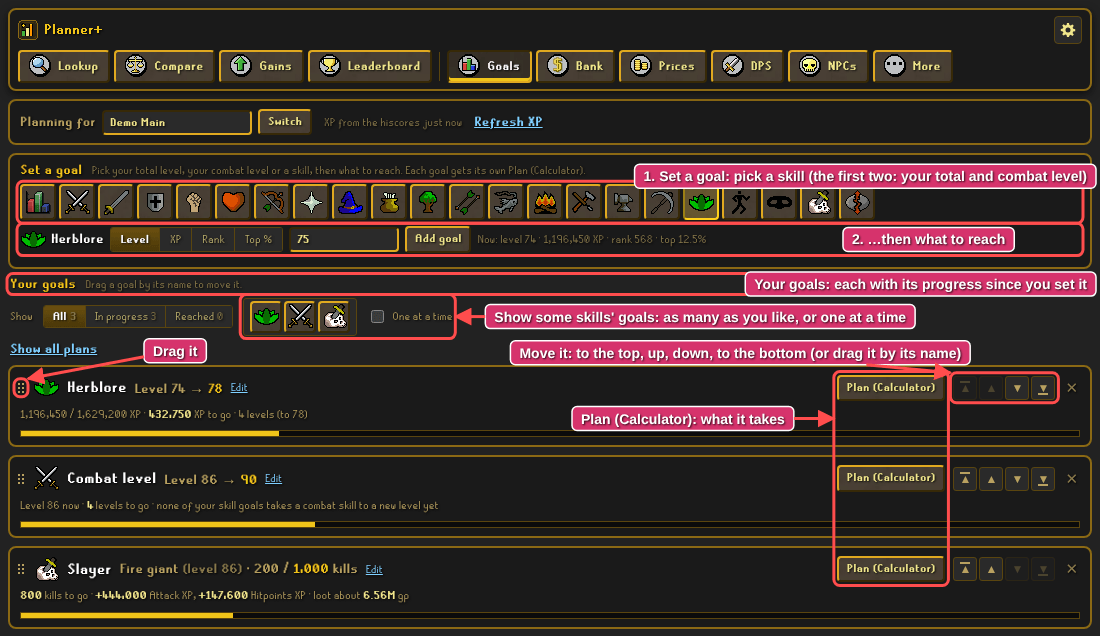 Planner+
Lookup Compare Gains Leaderboard Goals Bank Prices DPS NPCs More
Planning for Demo Main Switch XP from the hiscores just now Refresh XP
Set a goal Pick your total level, your combat level or a skill, then what to reach. Each goal gets its own Plan (Calculator).
1. Set a goal: pick a skill (the first two: your total and combat level)
Herblore Level XP Rank Top % 75 Add goal Now: level 74 · 1,196,450 XP · rank 568 · top 12.5%
2. ...then what to reach
Your goals Drag a goal by its name to move it.
Your goals: each with its progress since you set it
Show All 3 In progress 3 Reached 0 One at a time
Show some skills' goals: as many as you like, or one at a time
Show all plans
Drag it
Move it: to the top, up, down, to the bottom (or drag it by its name)
Herblore Level 74 → 78 Edit Plan (Calculator)
1,196,450 / 1,629,200 XP · 432,750 XP to go · 4 levels (to 78)
Plan (Calculator): what it takes
Combat level Level 86 → 90 Edit Plan (Calculator)
Level 86 now · 4 levels to go · none of your skill goals takes a combat skill to a new level yet
Slayer Fire giant (level 86) · 200 / 1,000 kills Edit Plan (Calculator)
800 kills to go · +444,000 Attack XP, +147,600 Hitpoints XP · loot about 6.56M gp